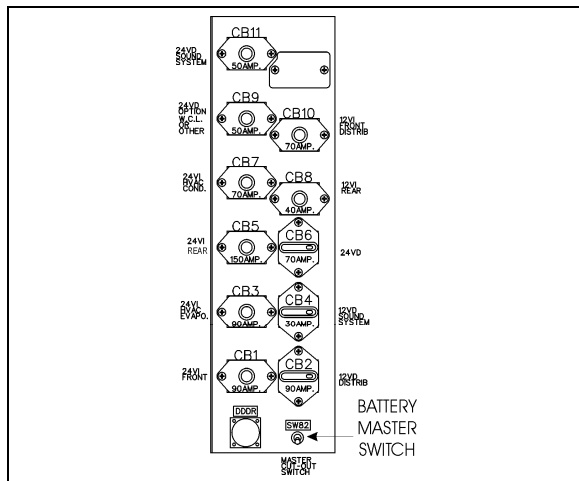 CB11
24VD
SOUND
SYSTEM
50AMP.
24VD
OPTION
W.C.L.
OR
OTHER
CB9
50AMP.
CB10
70AMP.
12VI
FRONT
DISTRIB
24VI
HVAC
COND.
CB7
70AMP.
CB8
40AMP.
12VI
REAR
24VI
REAR
CB5
150AMP.
CB6
70AMP.
24VD
24VI
HVAC
EVAPO.
CB3
90AMP.
CB4
30AMP.
12VD
SOUND
SYSTEM
24VI
FRONT
CB1
90AMP.
CB2
90AMP.
12VD
DISTRIB
DDDR
SW82
BATTERY
MASTER
SWITCH
MASTER
CUT-OUT
SWITCH